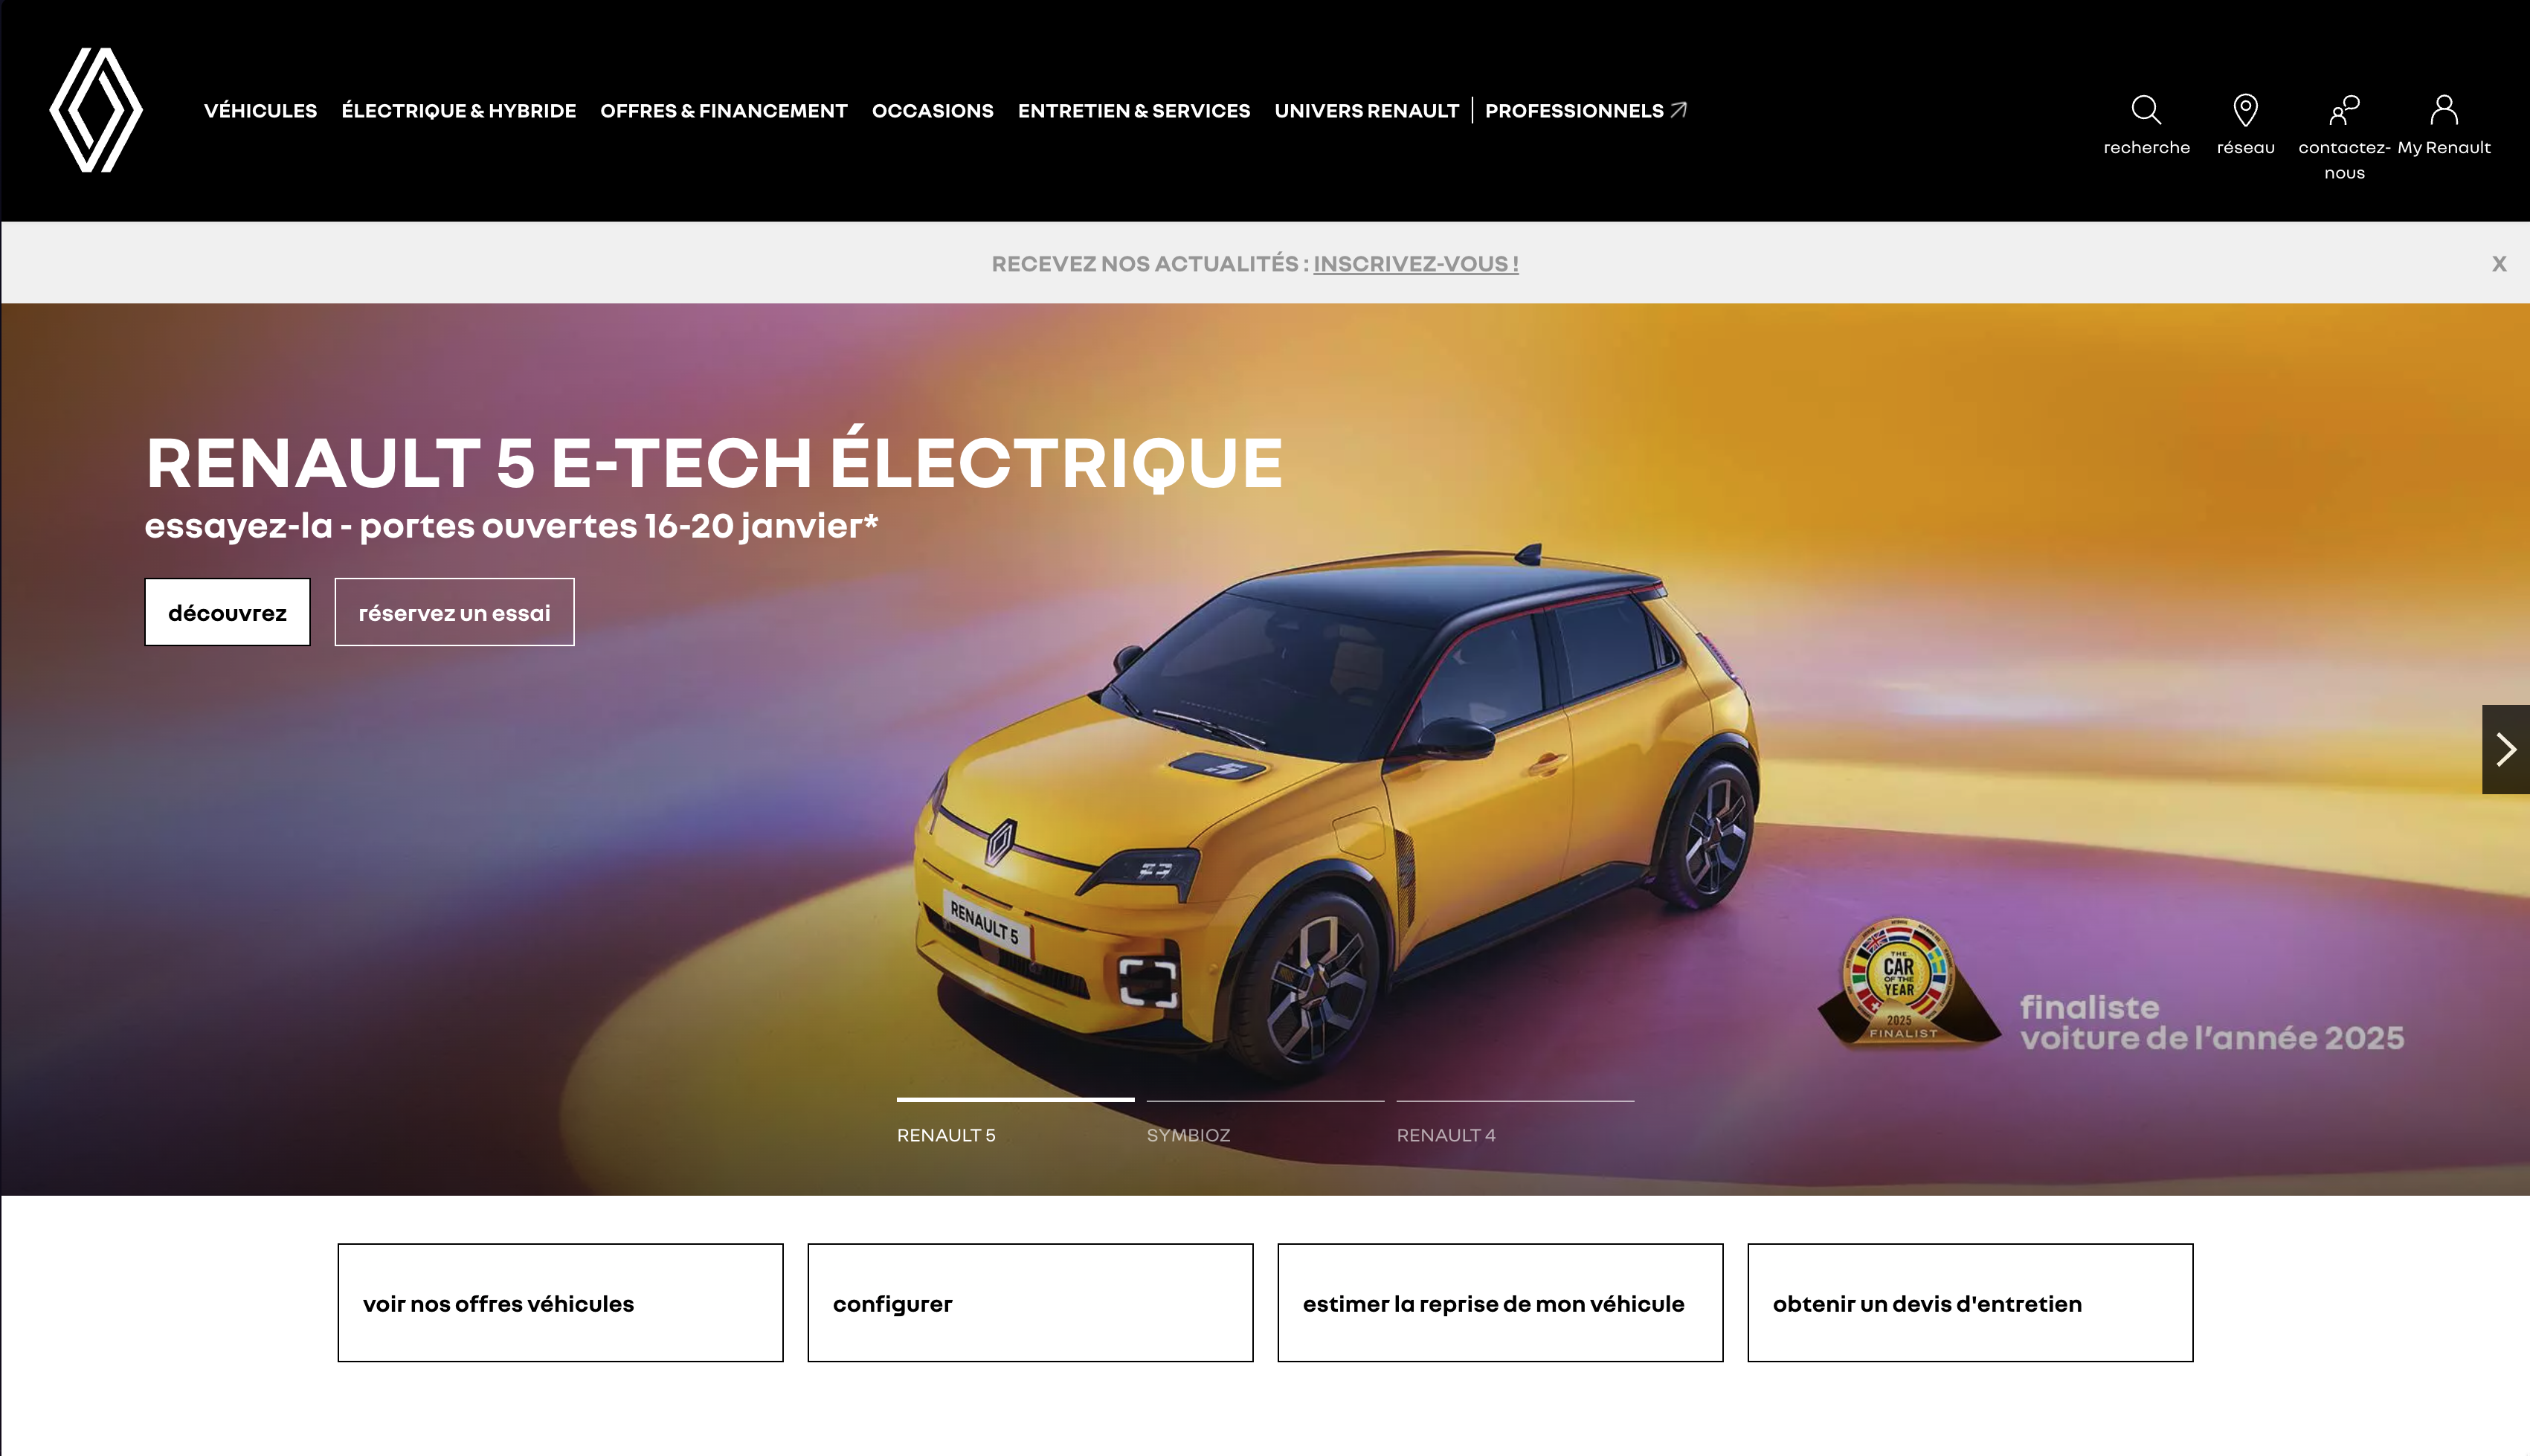 VÉHICULES ÉLECTRIQUE & HYBRIDE OFFRES & FINANCEMENT OCCASIONS ENTRETIEN & SERVICES UNIVERS RENAULT PROFESSIONNELS
recherche réseau contactez-nous My Renault
RECEVEZ NOS ACTUALITÉS : INSCRIVEZ-VOUS !
X
RENAULT 5 E-TECH ÉLECTRIQUE
essayez-la - portes ouvertes 16-20 janvier*
découvrez
réservez un essai
5
RENAULT 5
THE
CAR
OF THE
YEAR
2025
FINALIST
finaliste
voiture de l’année 2025
RENAULT 5
SYMBIOZ
RENAULT 4
voir nos offres véhicules
configurer
estimer la reprise de mon véhicule
obtenir un devis d'entretien